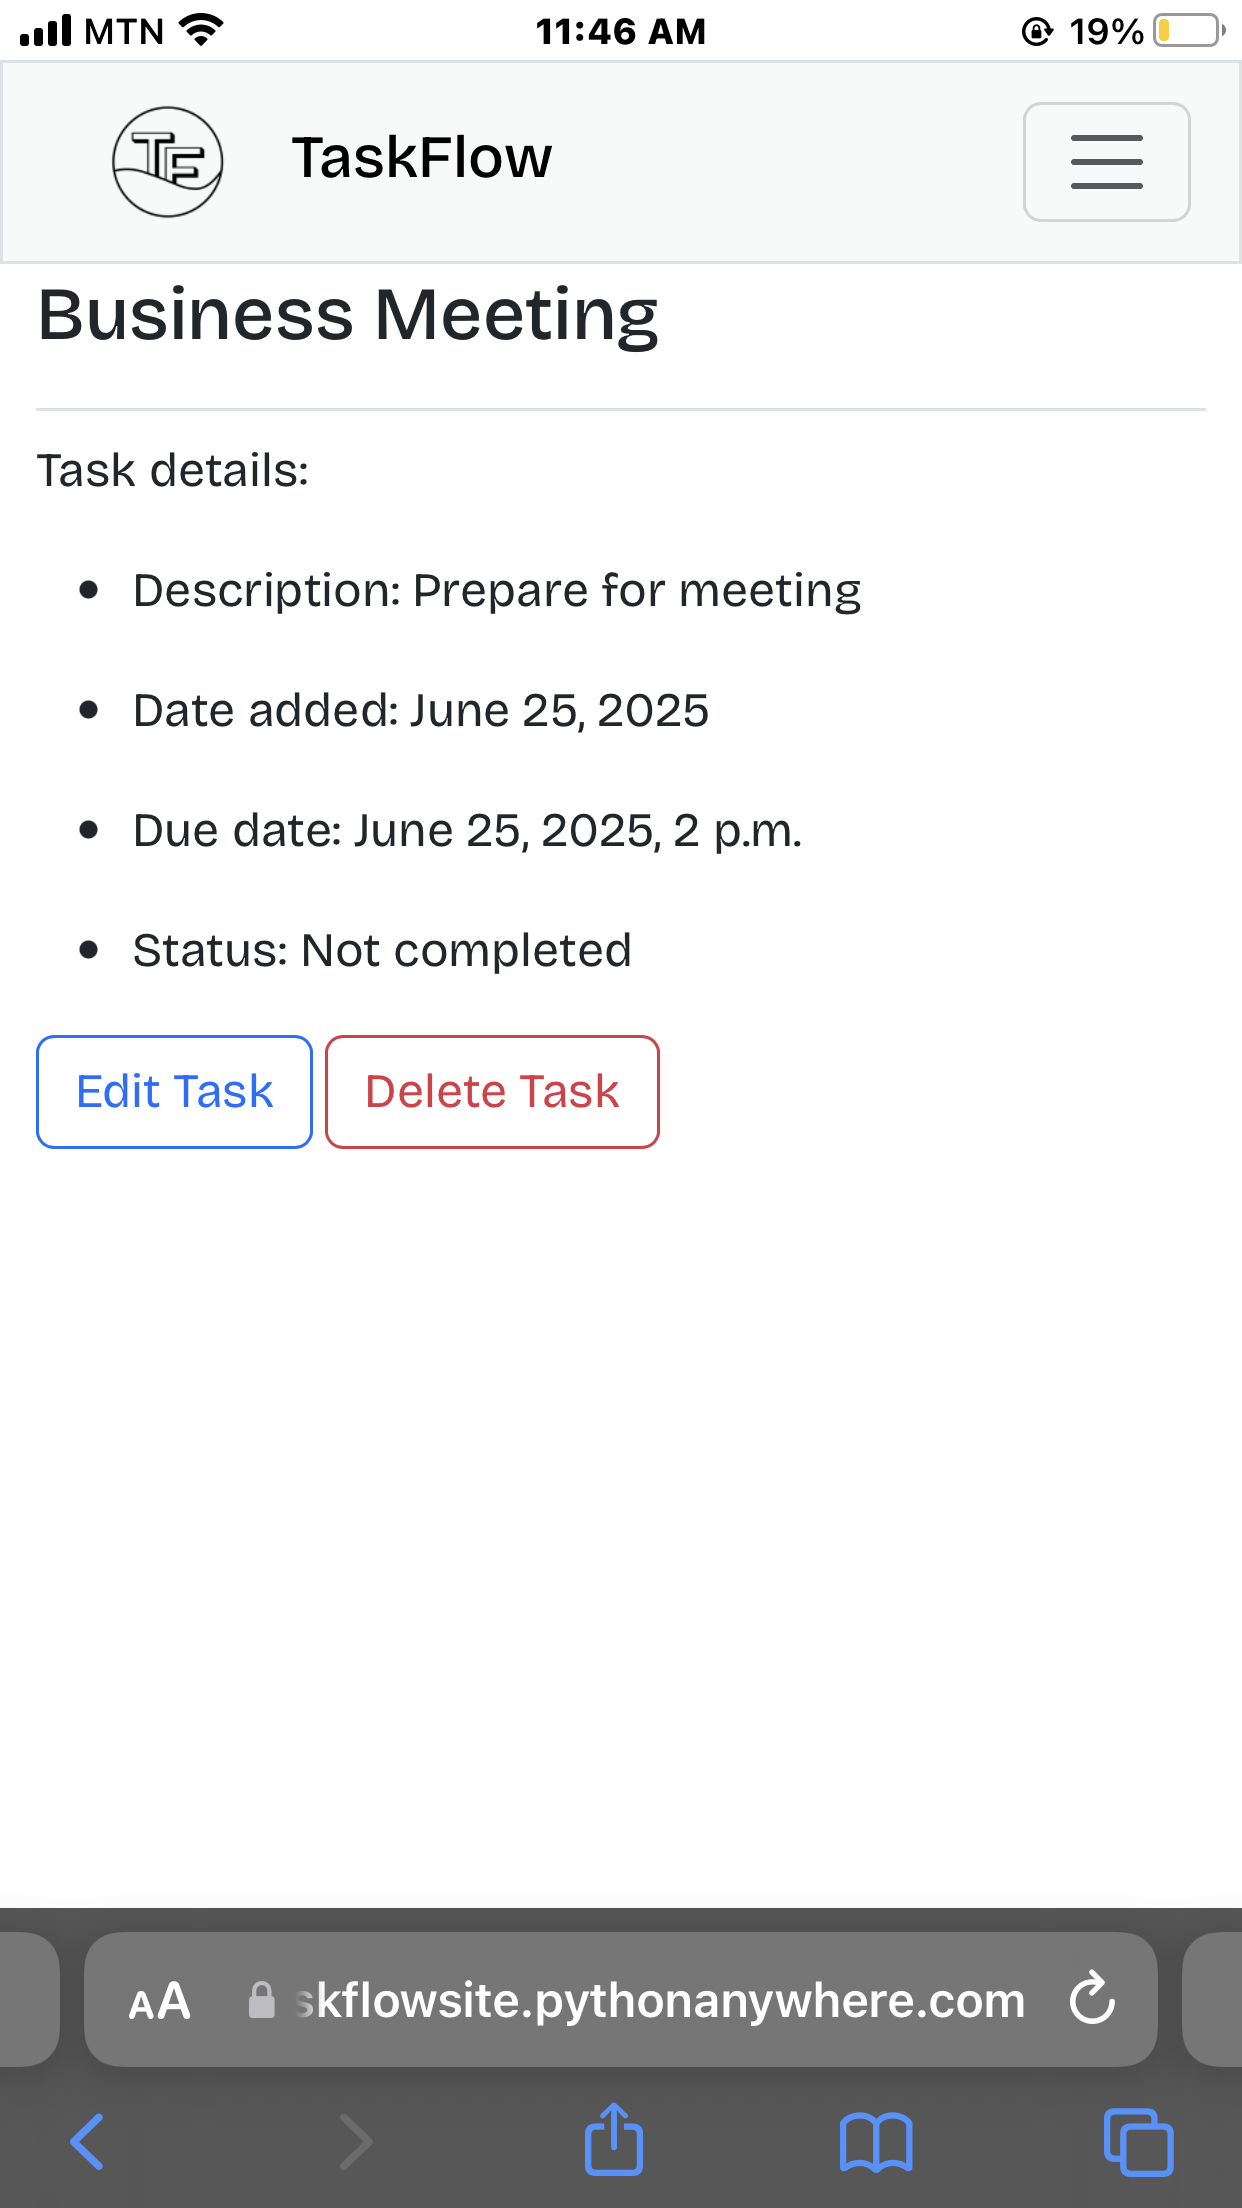 MTN 11:46 AM 19%
TF TaskFlow
Business Meeting
Task details:
Description: Prepare for meeting
Date added: June 25, 2025
Due date: June 25, 2025, 2 p.m.
Status: Not completed
Edit Task Delete Task
AA skflowsite.pythonanywhere.com